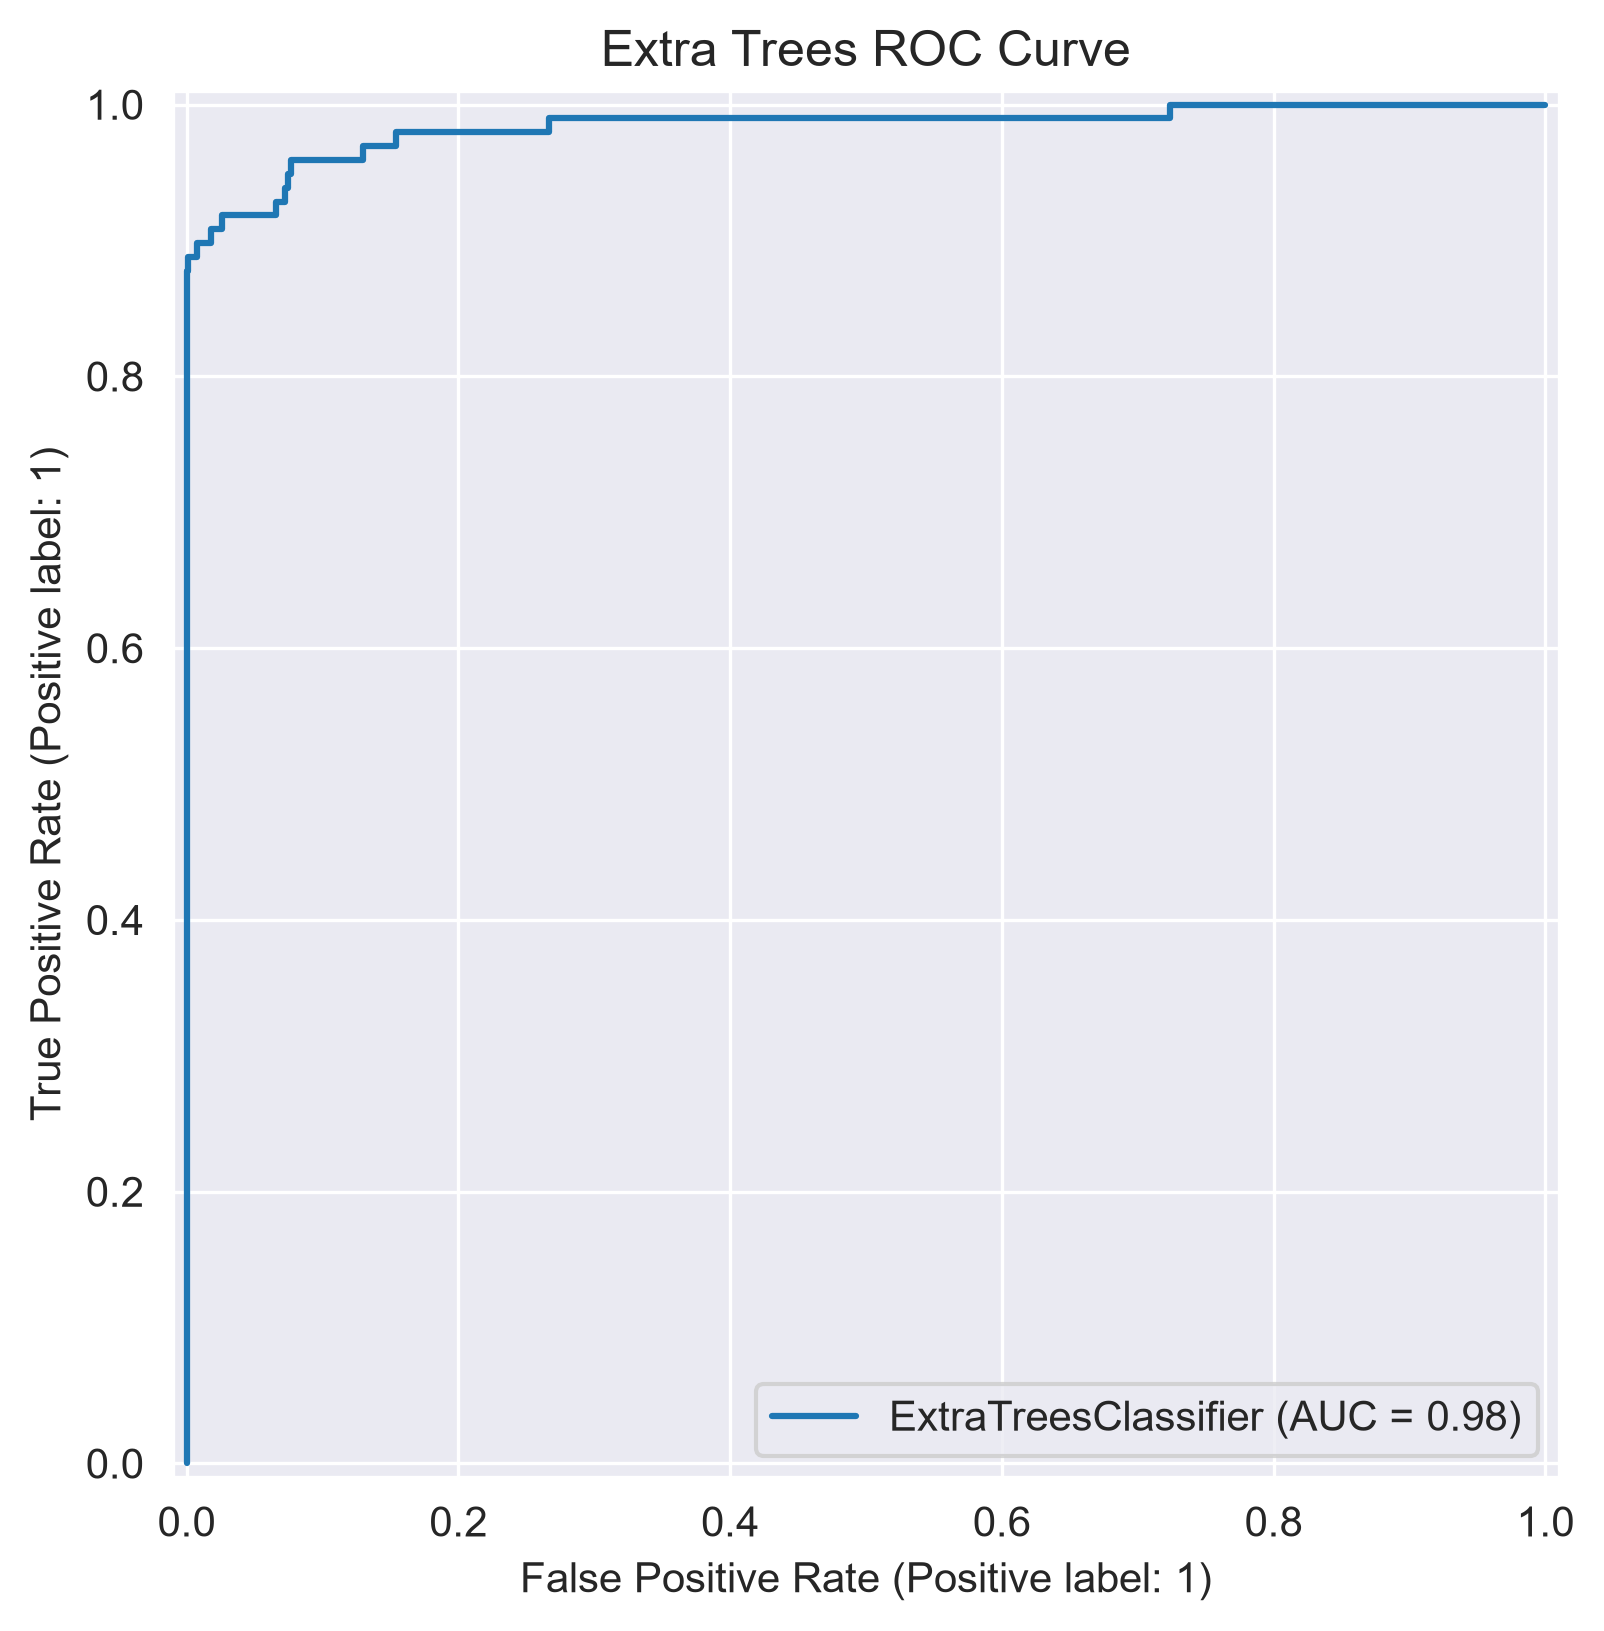 Extra Trees ROC Curve
1.0
0.8
0.6
0.4
0.2
0.0
True Positive Rate (Positive label: 1)
ExtraTreesClassifier (AUC = 0.98)
0.0 0.2 0.4 0.6 0.8 1.0
False Positive Rate (Positive label: 1)